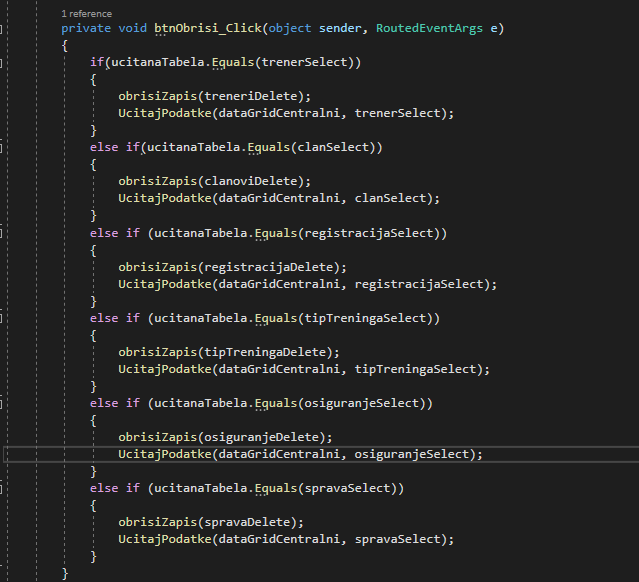 1 reference
private void btnObrisi_Click(object sender, RoutedEventArgs e)
{
    if(ucitanaTabela.Equals(trenerSelect))
    {
        obrisiZapis(treneriDelete);
        UcitajPodatke(dataGridCentralni, trenerSelect);
    }
    else if(ucitanaTabela.Equals(clanSelect))
    {
        obrisiZapis(clanoviDelete);
        UcitajPodatke(dataGridCentralni, clanSelect);
    }
    else if (ucitanaTabela.Equals(registracijaSelect))
    {
        obrisiZapis(registracijaDelete);
        UcitajPodatke(dataGridCentralni, registracijaSelect);
    }
    else if (ucitanaTabela.Equals(tipTreningaSelect))
    {
        obrisiZapis(tipTreningaDelete);
        UcitajPodatke(dataGridCentralni, tipTreningaSelect);
    }
    else if (ucitanaTabela.Equals(osiguranjeSelect))
    {
        obrisiZapis(osiguranjeDelete);
        UcitajPodatke(dataGridCentralni, osiguranjeSelect);
    }
    else if (ucitanaTabela.Equals(spravaSelect))
    {
        obrisiZapis(spravaDelete);
        UcitajPodatke(dataGridCentralni, spravaSelect);
    }
}